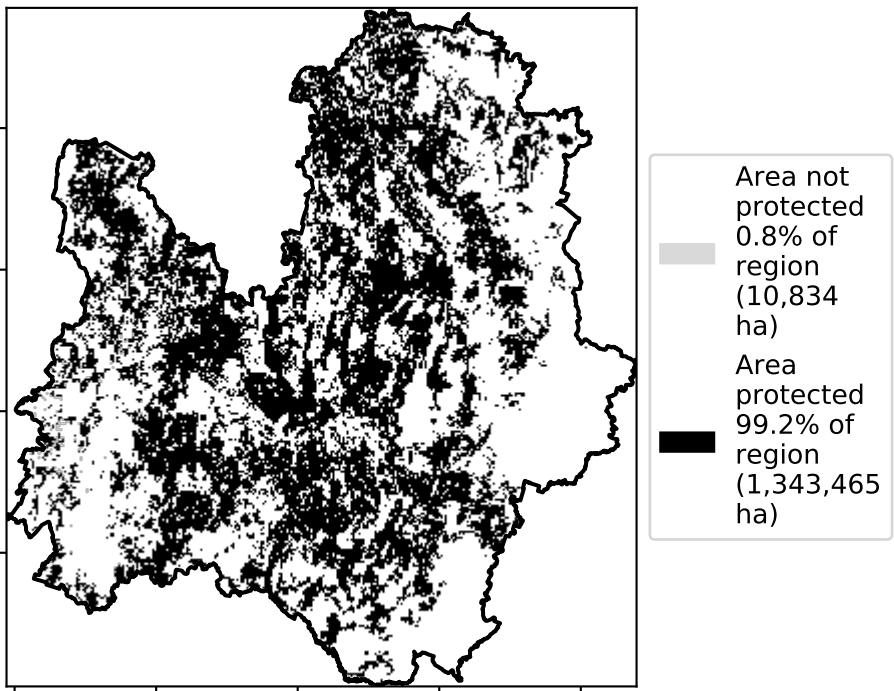 Area not
protected
0.8% of
region
(10,834
ha)
Area
protected
99.2% of
region
(1,343,465
ha)